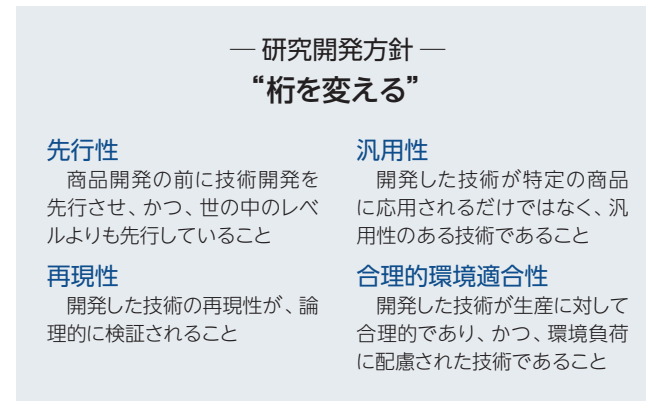 ― 研究開発方針 ―
“桁を変える”
先行性
商品開発の前に技術開発を
先行させ、かつ、世の中のレベ
ルよりも先行していること
汎用性
開発した技術が特定の商品
に応用されるだけではなく、汎
用性のある技術であること
再現性
開発した技術の再現性が、論
理的に検証されること
合理的環境適合性
開発した技術が生産に対して
合理的であり、かつ、環境負荷
に配慮された技術であること